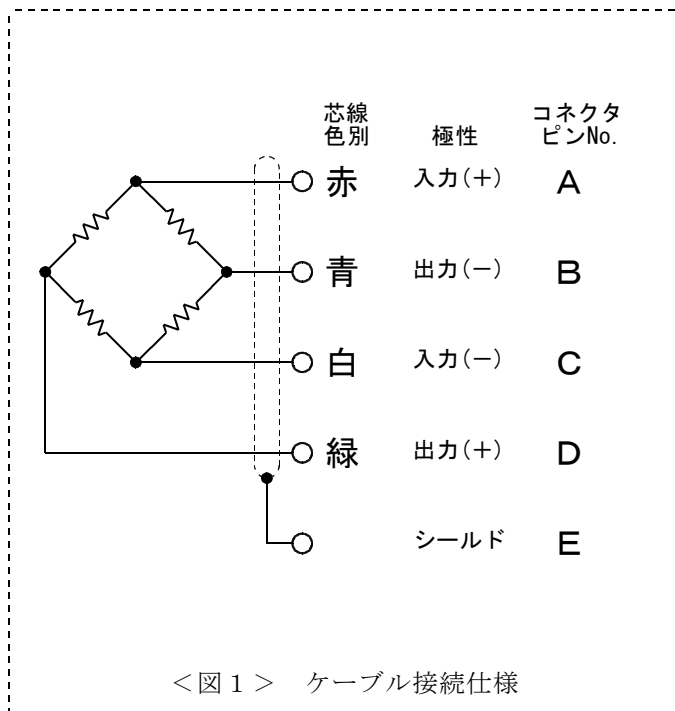 芯線
色別
極性
コネクタ
ピンNo.
赤 入力(+) A
青 出力(−) B
白 入力(−) C
緑 出力(+) D
シールド E
＜図１＞　ケーブル接続仕様